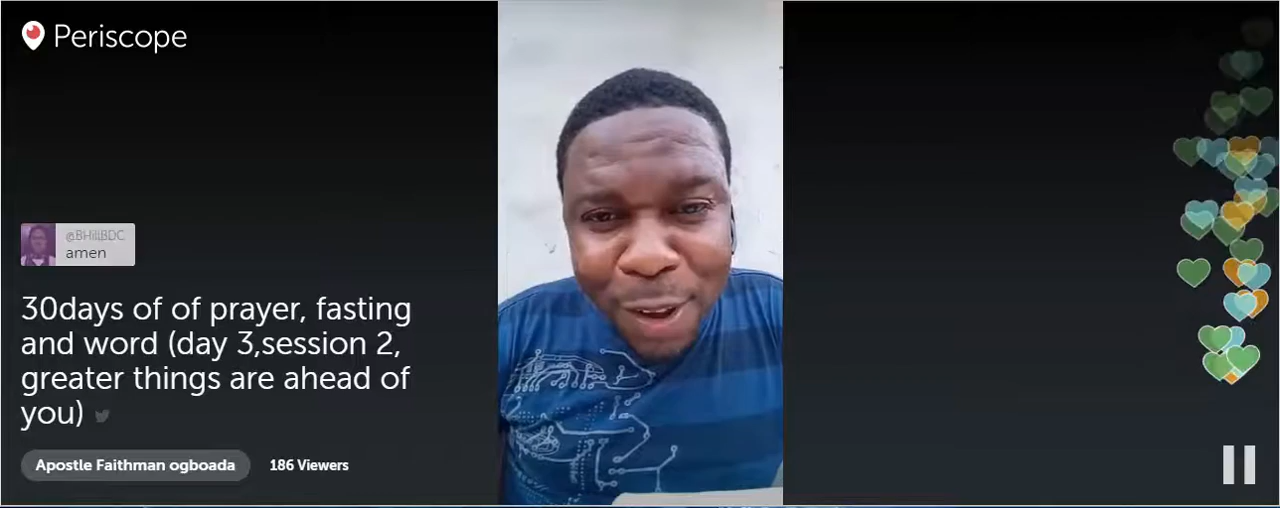 Periscope
@BHillBDC
amen
30days of of prayer, fasting
and word (day 3,session 2,
greater things are ahead of
you)
Apostle Faithman ogboada
186 Viewers